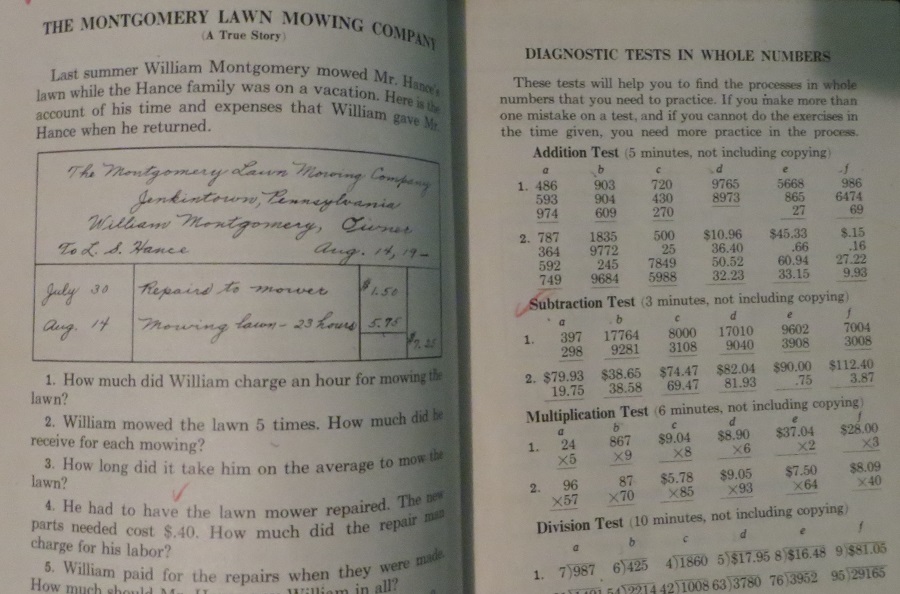 THE MONTGOMERY LAWN MOWING COMPANY
(A True Story)
Last summer William Montgomery mowed Mr. Hance's
lawn while the Hance family was on a vacation. Here is the
account of his time and expenses that William gave Mr.
Hance when he returned.
The Montgomery Lawn Mowing Company
Jenkintown, Pennsylvania
William Montgomery, Owner
To L. S. Hance Aug. 14, 19-
July 30 Repairs to mower $1.50
Aug. 14 Mowing lawn - 23 hours 5.75
1. How much did William charge an hour for mowing the
lawn?
2. William mowed the lawn 5 times. How much did he
receive for each mowing?
3. How long did it take him on the average to mow the
lawn?
4. He had to have the lawn mower repaired. The new
parts needed cost $.40. How much did the repair man
charge for his labor?
5. William paid for the repairs when they were made.
How much should William in all?
DIAGNOSTIC TESTS IN WHOLE NUMBERS
These tests will help you to find the processes in whole
numbers that you need to practice. If you make more than
one mistake on a test, and if you cannot do the exercises in
the time given, you need more practice in the process.
Addition Test (5 minutes, not including copying)
a b c d e f
1. 486 903 720 9765 5668 986
593 904 430 8973 865 6474
974 609 270 27 69
2. 787 1835 500 $10.96 $45.33 $.15
364 9772 25 36.40 .66 .16
592 245 7849 50.52 60.94 27.22
749 9684 5988 32.23 33.15 9.93
Subtraction Test (3 minutes, not including copying)
a b c d e f
1. 397 17764 8000 17010 9602 7004
298 9281 3108 9040 3908 3008
2. $79.93 $38.65 $74.47 $82.04 $90.00 $112.40
19.75 38.58 69.47 81.93 .75 3.87
Multiplication Test (6 minutes, not including copying)
a b c d e f
1. 24 867 $9.04 $8.90 $37.04 $28.00
×5 ×9 ×8 ×6 ×2 ×3
2. 96 87 $5.78 $9.05 $7.50 $8.09
×57 ×70 ×85 ×93 ×64 ×40
Division Test (10 minutes, not including copying)
a b c d e f
1. 7)987 6)425 4)1860 5)$17.95 8)$16.48 9)$81.05
54)2214 42)1008 63)3780 76)3952 95)29165